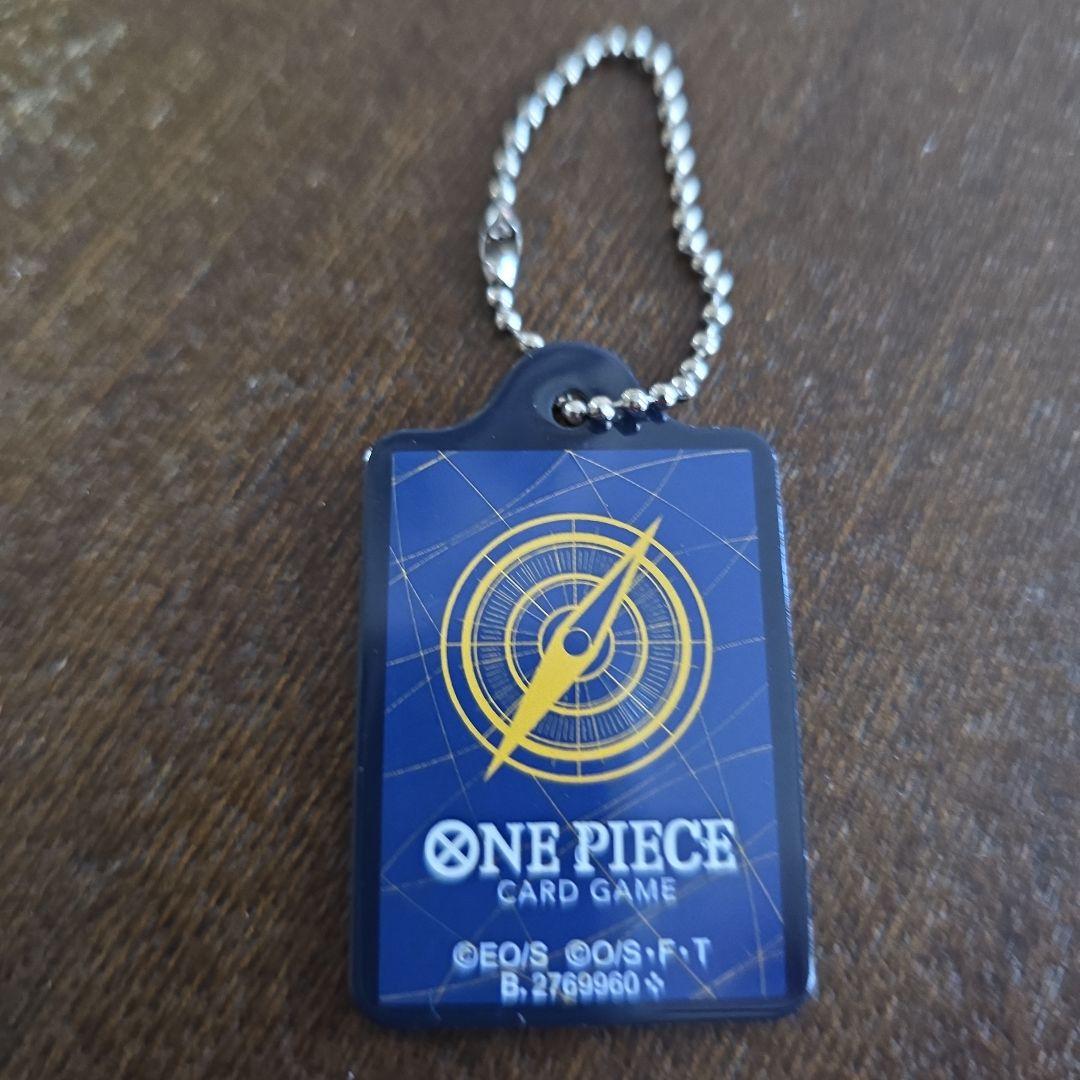 ONE PIECE
CARD GAME
©EO/S ©O/S・F・T
B. 2769960